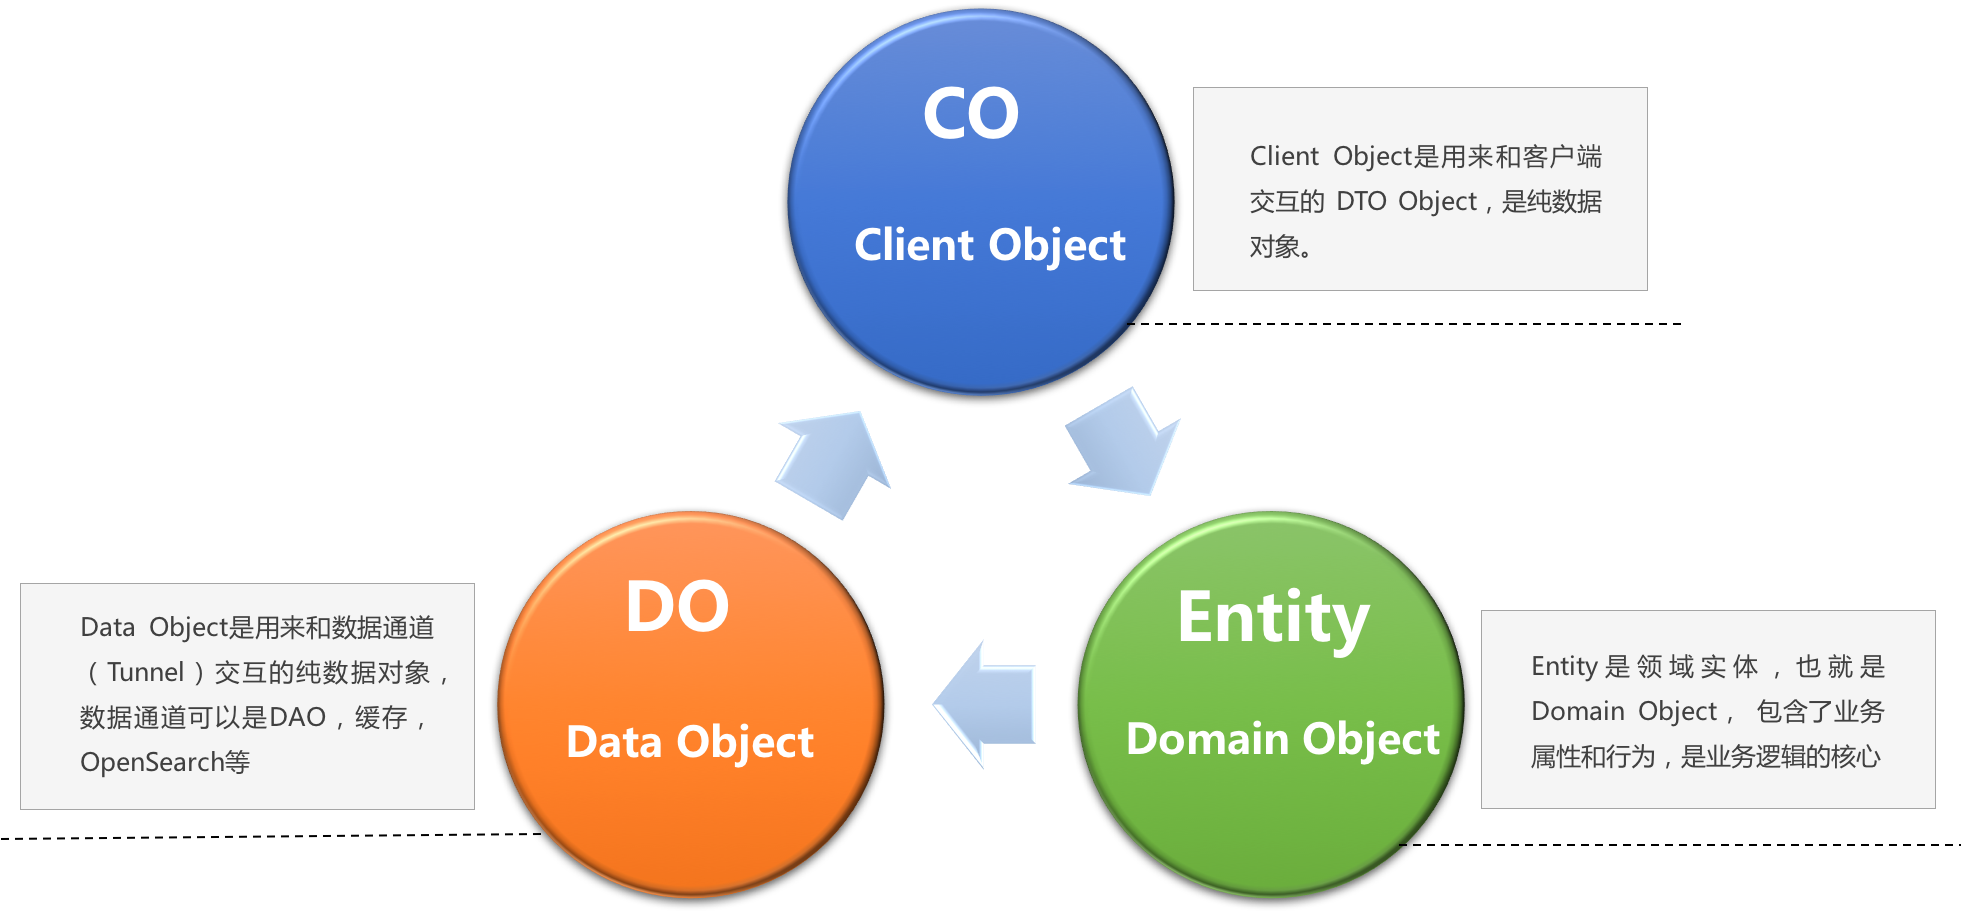 CO
Client Object
Client Object是用来和客户端
交互的 DTO Object，是纯数据
对象。
DO
Data Object
Data Object是用来和数据通道
（Tunnel）交互的纯数据对象，
数据通道可以是DAO，缓存，
OpenSearch等
Entity
Domain Object
Entity是领域实体，也就是
Domain Object， 包含了业务
属性和行为，是业务逻辑的核心